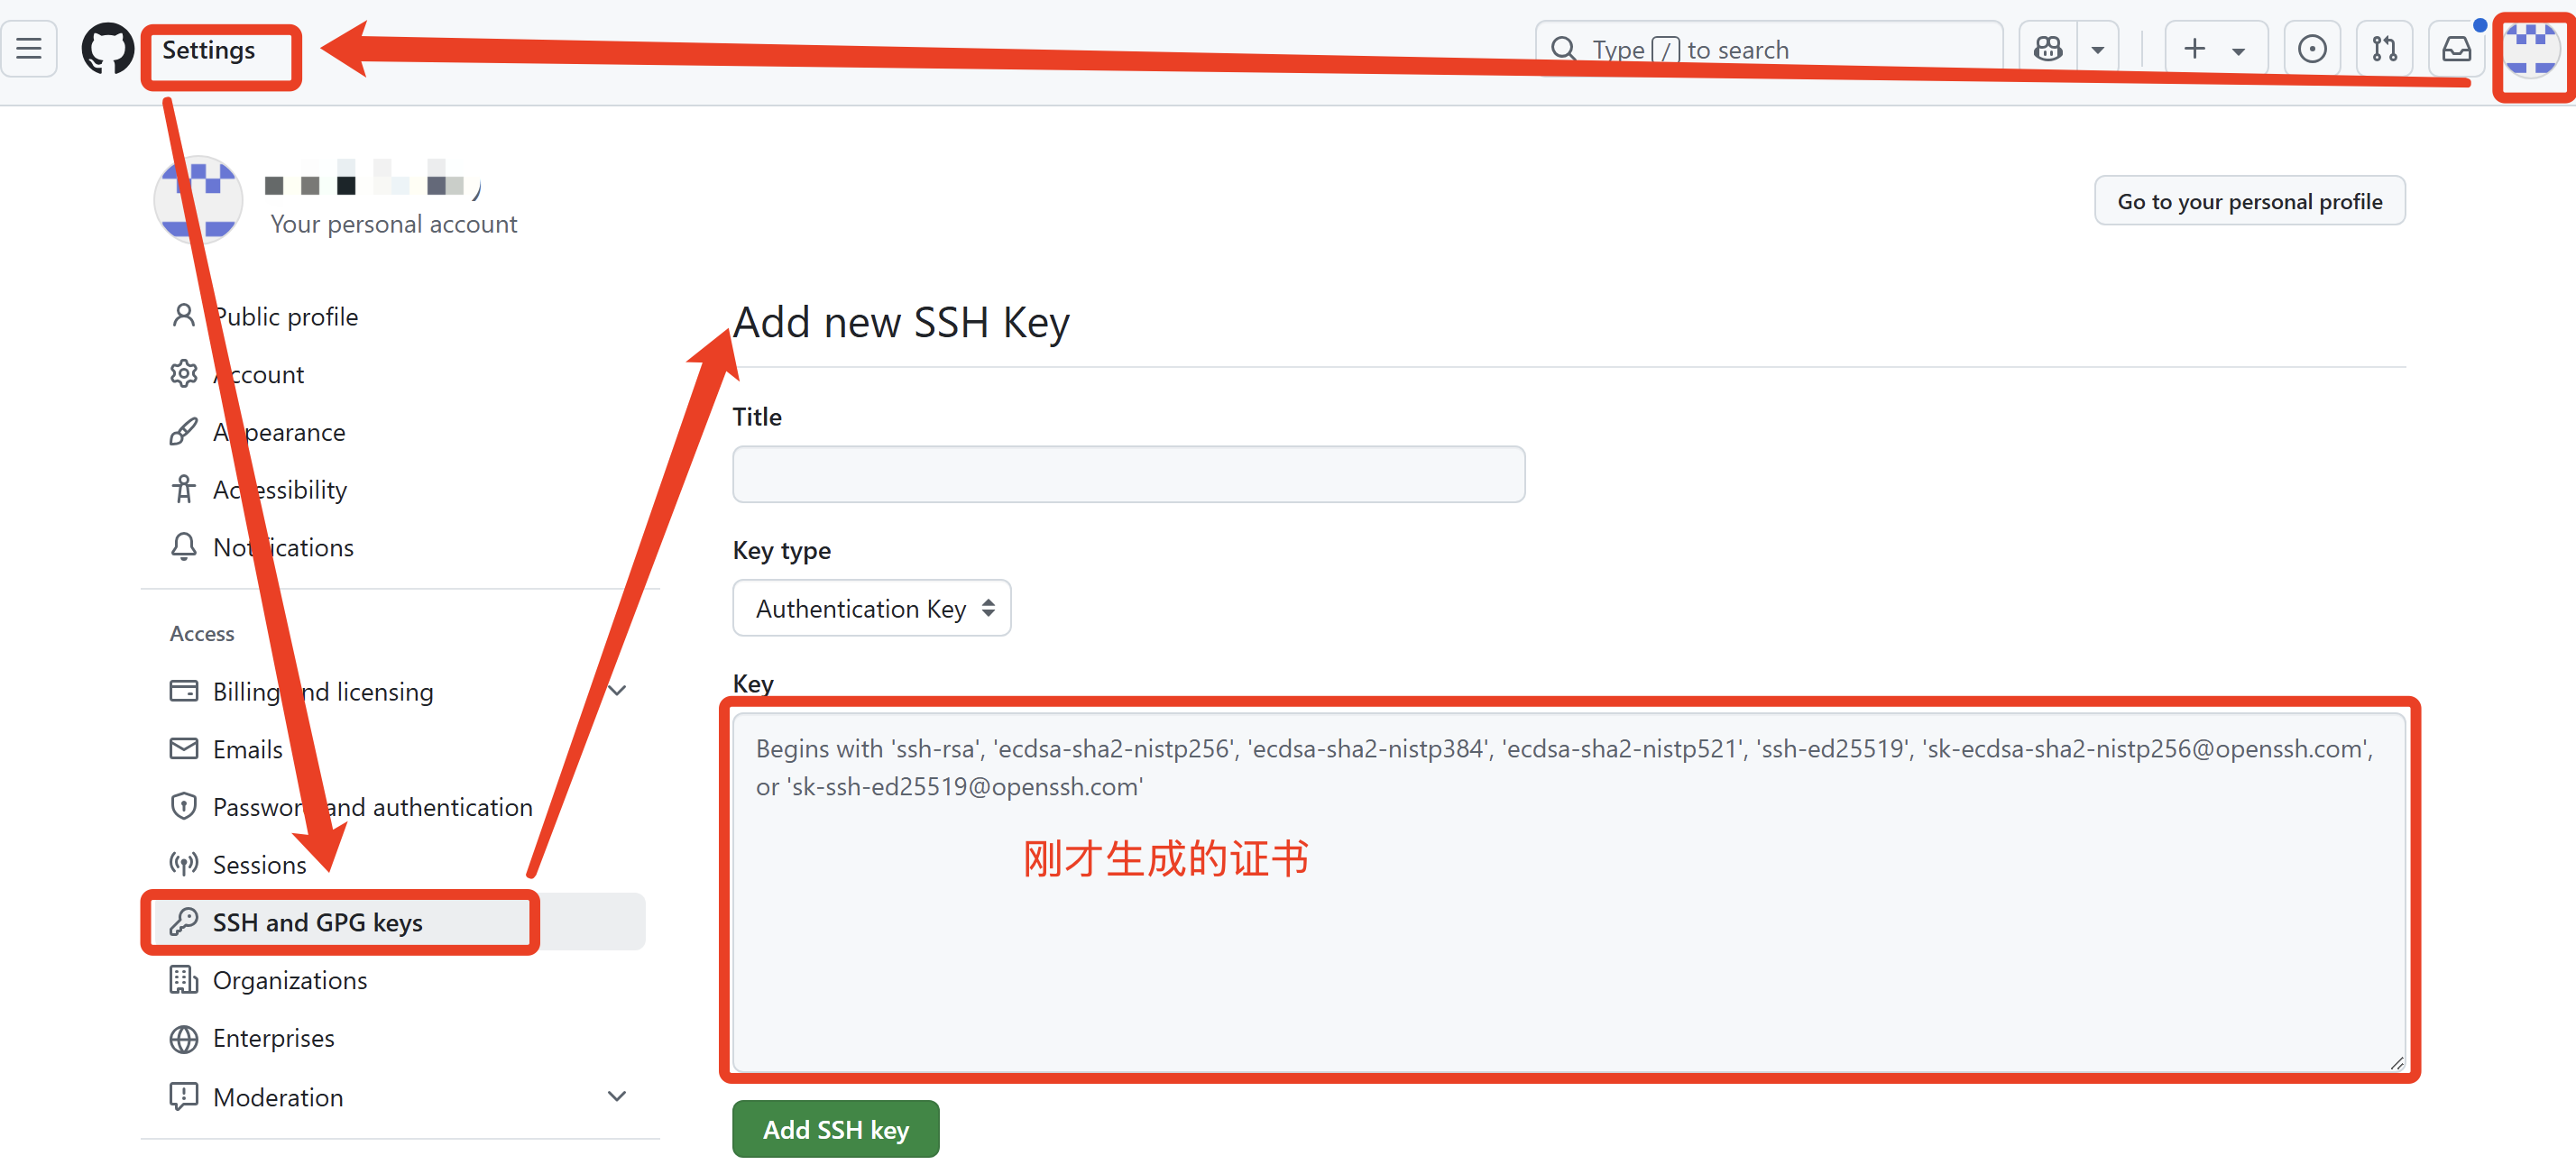 Settings
Type / to search
Your personal account
Go to your personal profile
Public profile
Account
Appearance
Accessibility
Notifications
Access
Billing and licensing
Emails
Password and authentication
Sessions
SSH and GPG keys
Organizations
Enterprises
Moderation
Add new SSH Key
Title
Key type
Authentication Key
Key
Begins with 'ssh-rsa', 'ecdsa-sha2-nistp256', 'ecdsa-sha2-nistp384', 'ecdsa-sha2-nistp521', 'ssh-ed25519', 'sk-ecdsa-sha2-nistp256@openssh.com',
or 'sk-ssh-ed25519@openssh.com'
刚才生成的证书
Add SSH key